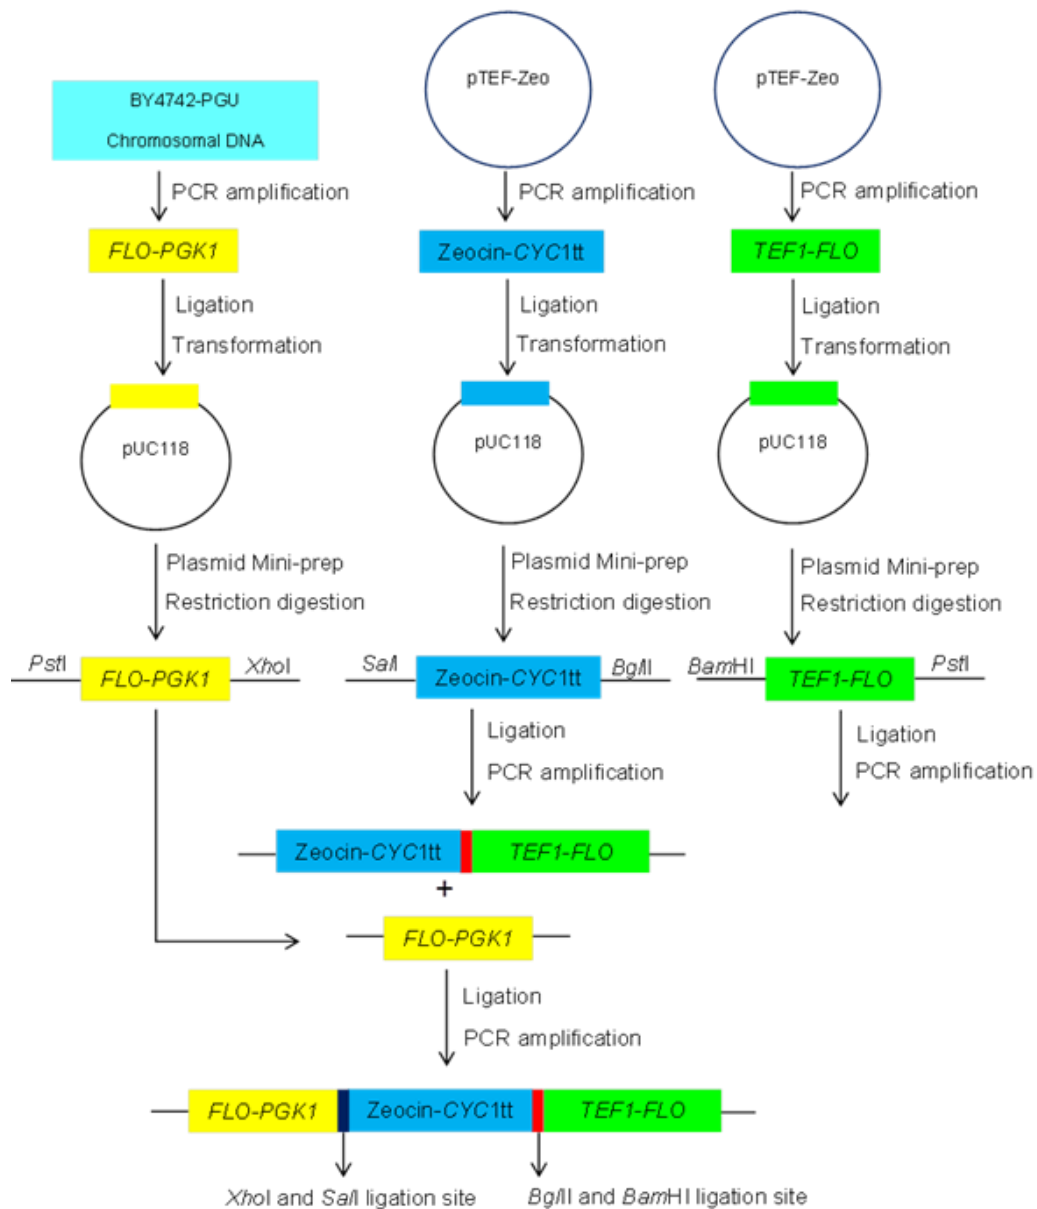 BY4742-PGU
Chromosomal DNA
pTEF-Zeo
pTEF-Zeo
PCR amplification
PCR amplification
PCR amplification
FLO-PGK1
Zeocin-CYC1tt
TEF1-FLO
Ligation
Transformation
Ligation
Transformation
Ligation
Transformation
pUC118
pUC118
pUC118
Plasmid Mini-prep
Restriction digestion
Plasmid Mini-prep
Restriction digestion
Plasmid Mini-prep
Restriction digestion
PstI
FLO-PGK1
XhoI
SalI
Zeocin-CYC1tt
BglII
BamHI
TEF1-FLO
PstI
Ligation
PCR amplification
Ligation
PCR amplification
Zeocin-CYC1tt
TEF1-FLO
+
FLO-PGK1
Ligation
PCR amplification
FLO-PGK1
Zeocin-CYC1tt
TEF1-FLO
XhoI and SalI ligation site
BglII and BamHI ligation site